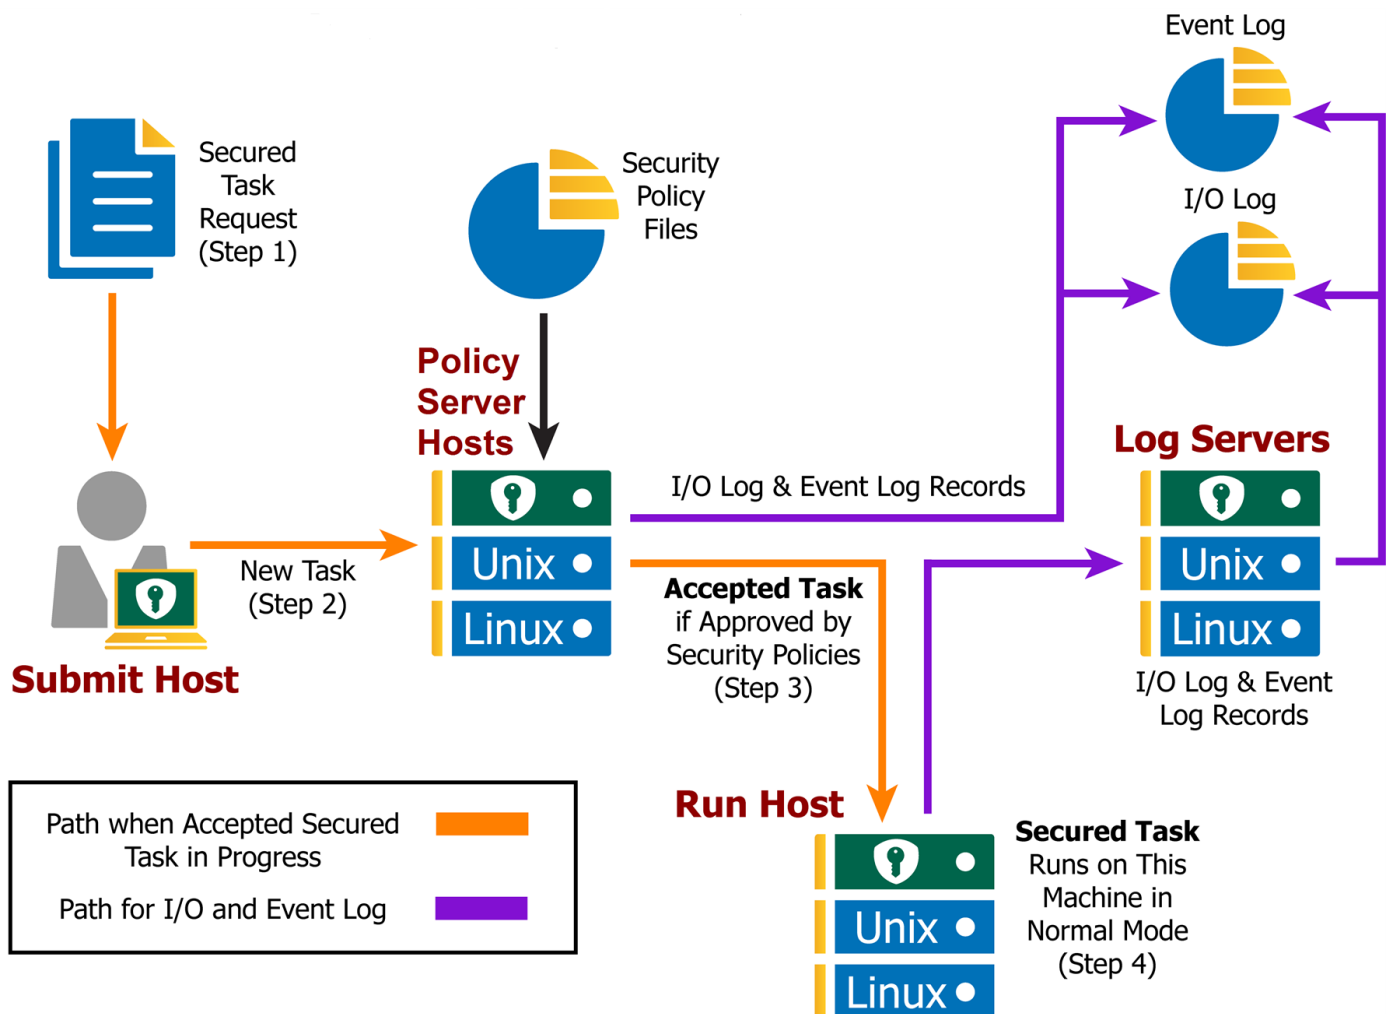 Event Log
Secured
Task
Request
(Step 1)
Security
Policy
Files
I/O Log
Policy
Server
Hosts
Log Servers
I/O Log & Event Log Records
New Task
(Step 2)
Unix
Linux
Accepted Task
if Approved by
Security Policies
(Step 3)
Unix
Linux
Submit Host
I/O Log & Event
Log Records
Run Host
Path when Accepted Secured
Task in Progress
Path for I/O and Event Log
Secured Task
Runs on This
Machine in
Normal Mode
(Step 4)
Unix
Linux